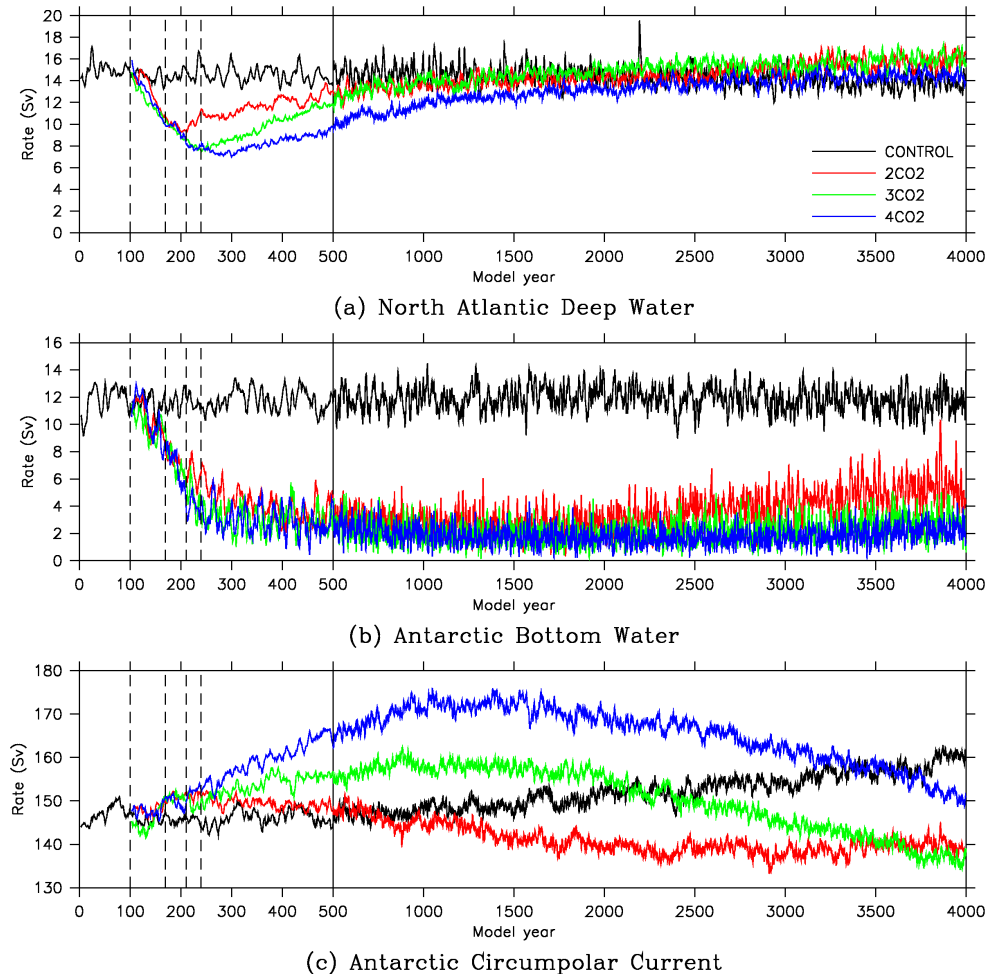 20
18
16
14
12
10
8
6
4
2
0
Rate (Sv)
CONTROL
2CO2
3CO2
4CO2
0 100 200 300 400 500 1000 1500 2000 2500 3000 3500 4000
Model year
(a) North Atlantic Deep Water
16
14
12
10
8
6
4
2
0
Rate (Sv)
0 100 200 300 400 500 1000 1500 2000 2500 3000 3500 4000
Model year
(b) Antarctic Bottom Water
180
170
160
150
140
130
Rate (Sv)
0 100 200 300 400 500 1000 1500 2000 2500 3000 3500 4000
Model year
(c) Antarctic Circumpolar Current